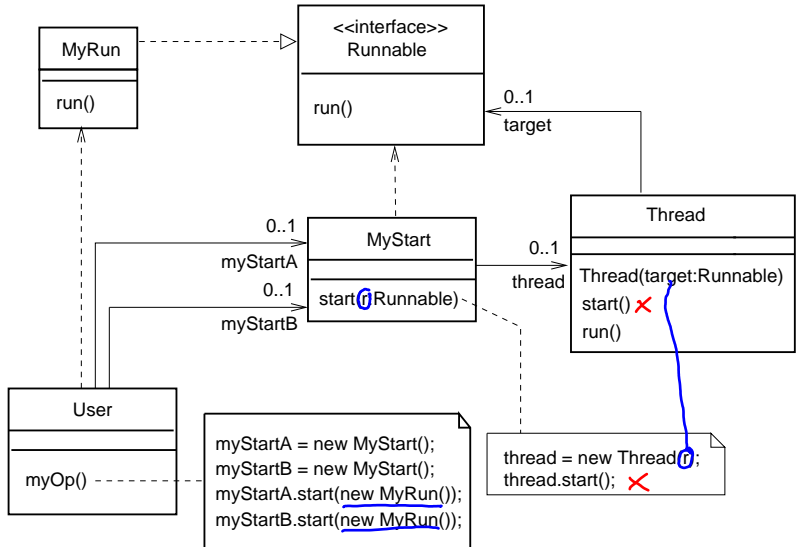 MyRun
run()
<<interface>>
Runnable
run()
0..1
target
0..1
myStartA
0..1
myStartB
MyStart
start(r:Runnable)
0..1
thread
Thread
Thread(target:Runnable)
start()
run()
User
myOp()
myStartA = new MyStart();
myStartB = new MyStart();
myStartA.start(new MyRun());
myStartB.start(new MyRun());
thread = new Thread(r);
thread.start();